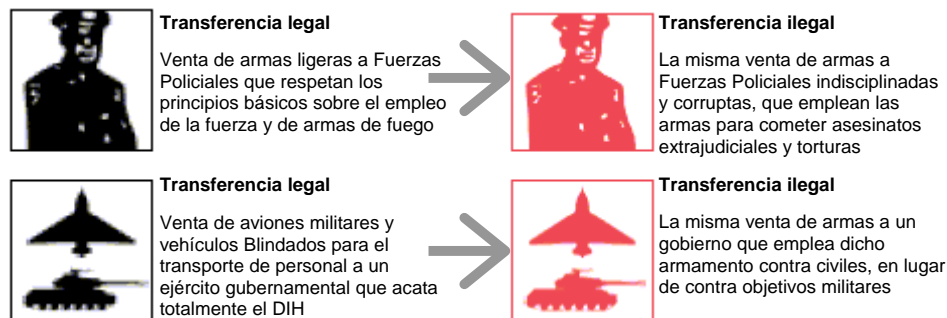 Transferencia legal
Venta de armas ligeras a Fuerzas
Policiales que respetan los
principios básicos sobre el empleo
de la fuerza y de armas de fuego
Transferencia ilegal
La misma venta de armas a
Fuerzas Policiales indisciplinadas
y corruptas, que emplean las
armas para cometer asesinatos
extrajudiciales y torturas
Transferencia legal
Venta de aviones militares y
vehículos Blindados para el
transporte de personal a un
ejército gubernamental que acata
totalmente el DIH
Transferencia ilegal
La misma venta de armas a un
gobierno que emplea dicho
armamento contra civiles, en lugar
de contra objetivos militares